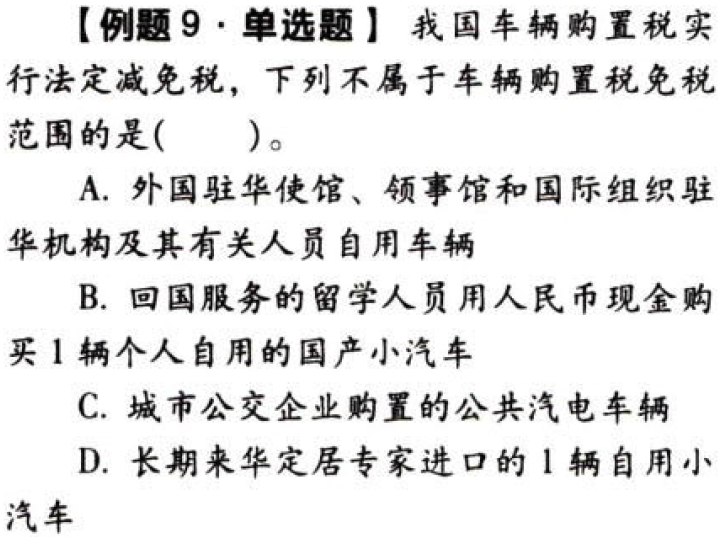 【例题 9 · 单选题】 我国车辆购置税实
行法定减免税，下列不属于车辆购置税免税
范围的是(　　)。
A. 外国驻华使馆、领事馆和国际组织驻
华机构及其有关人员自用车辆
B. 回国服务的留学人员用人民币现金购
买 1 辆个人自用的国产小汽车
C. 城市公交企业购置的公共汽电车辆
D. 长期来华定居专家进口的 1 辆自用小
汽车